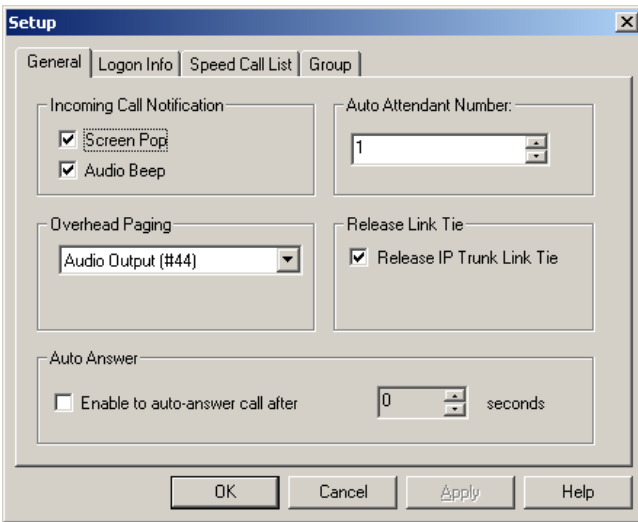 Setup
General Logon Info Speed Call List Group
Incoming Call Notification
Screen Pop
Audio Beep
Auto Attendant Number:
1
Overhead Paging
Audio Output (#44)
Release Link Tie
Release IP Trunk Link Tie
Auto Answer
Enable to auto-answer call after 0 seconds
OK Cancel Apply Help